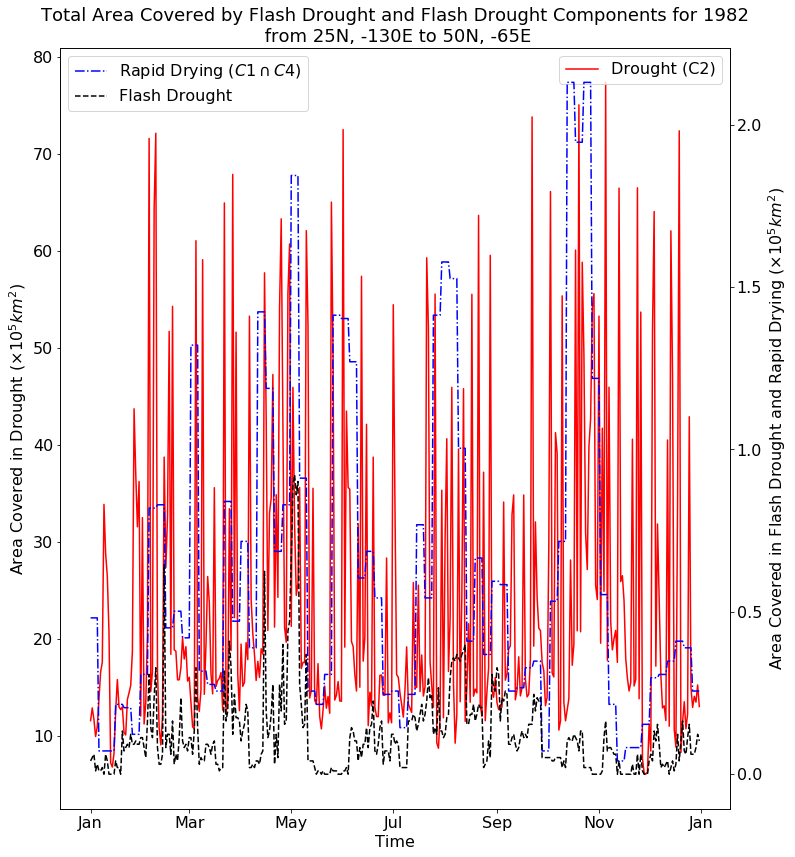 Total Area Covered by Flash Drought and Flash Drought Components for 1982
from 25N, -130E to 50N, -65E
Rapid Drying (C1 ∩ C4)
Flash Drought
Drought (C2)
Area Covered in Drought (×10⁵km²)
80
70
60
50
40
30
20
10
2.0
1.5
1.0
0.5
0.0
Area Covered in Flash Drought and Rapid Drying (×10⁵km²)
Jan Mar May Jul Sep Nov Jan
Time